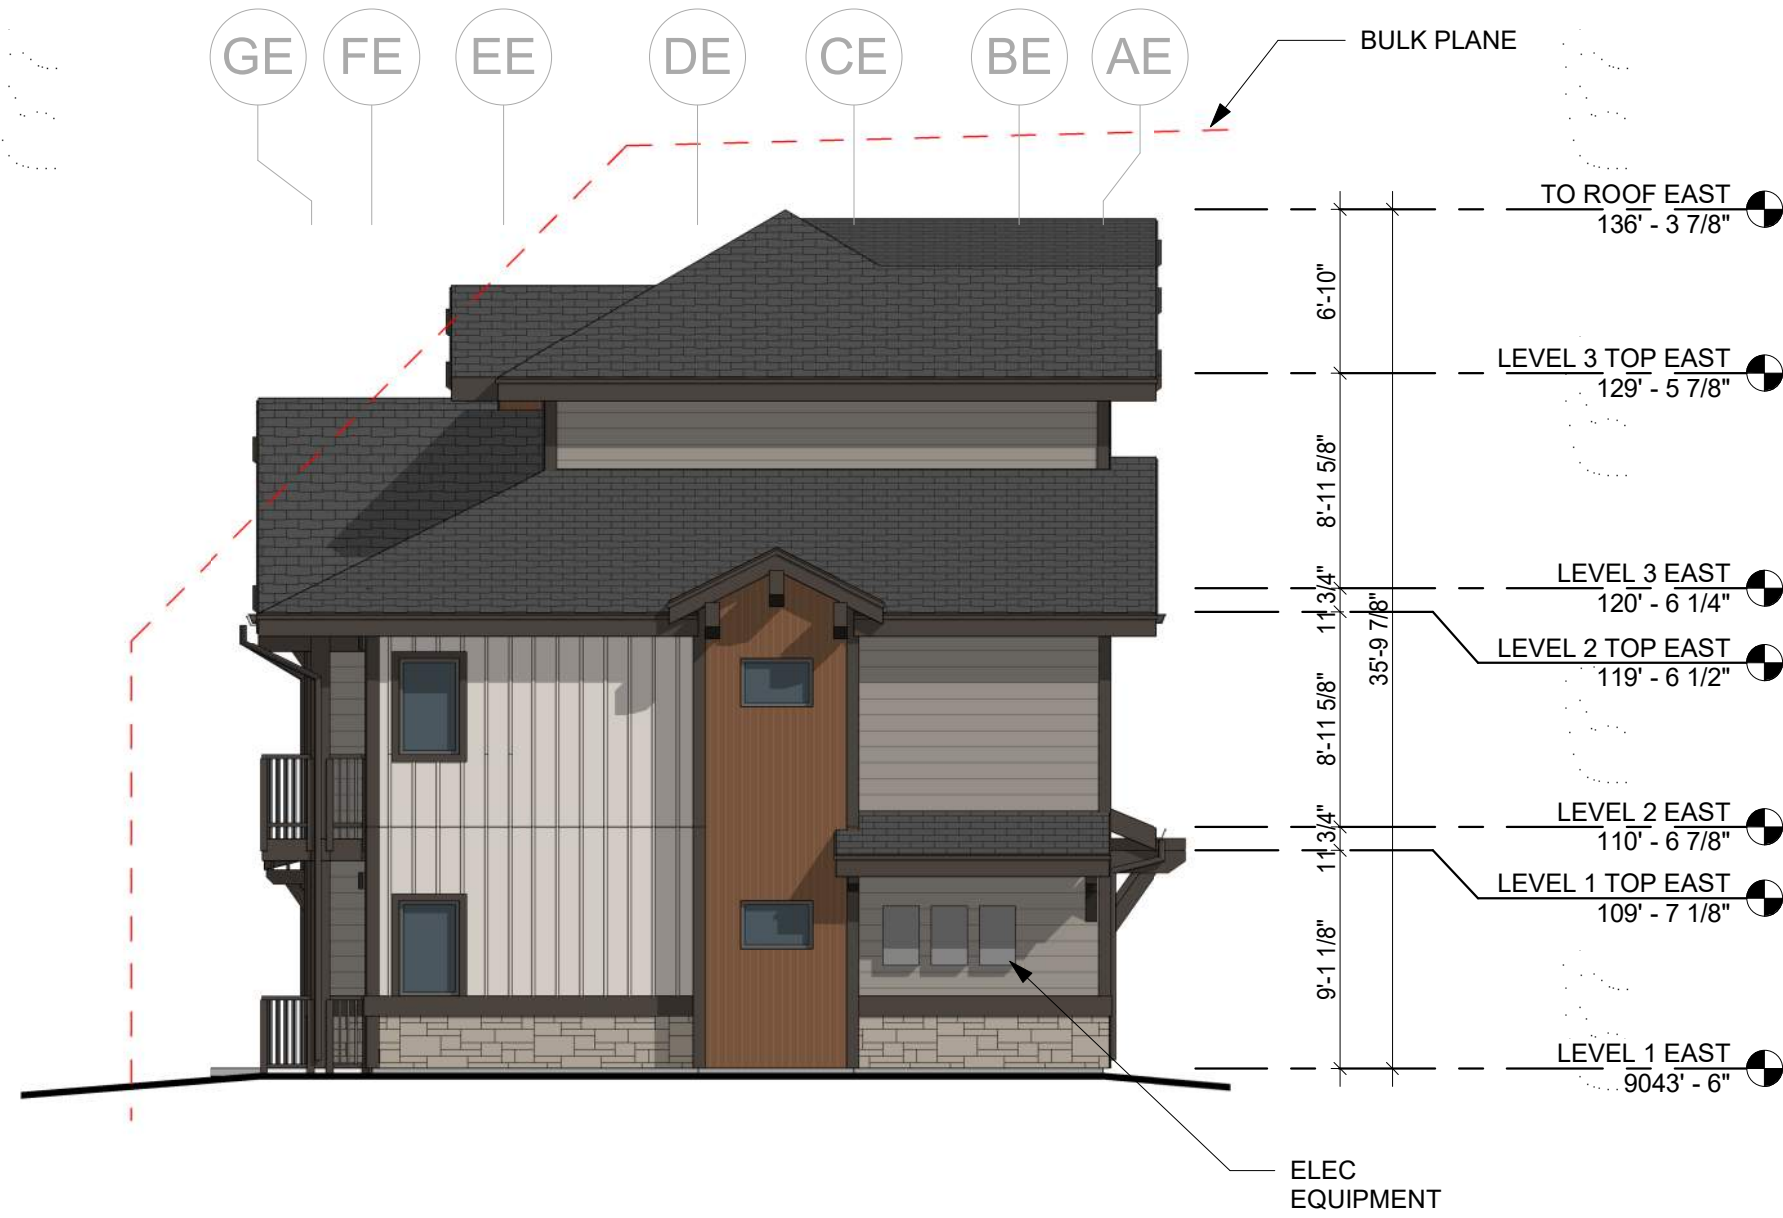 GE FE EE DE CE BE AE
BULK PLANE
TO ROOF EAST
136' - 3 7/8"
6'-10"
LEVEL 3 TOP EAST
129' - 5 7/8"
8'-11 5/8"
LEVEL 3 EAST
120' - 6 1/4"
11 3/4"
35'-9 7/8"
LEVEL 2 TOP EAST
119' - 6 1/2"
8'-11 5/8"
LEVEL 2 EAST
110' - 6 7/8"
11 3/4"
LEVEL 1 TOP EAST
109' - 7 1/8"
9'-1 1/8"
LEVEL 1 EAST
9043' - 6"
ELEC
EQUIPMENT